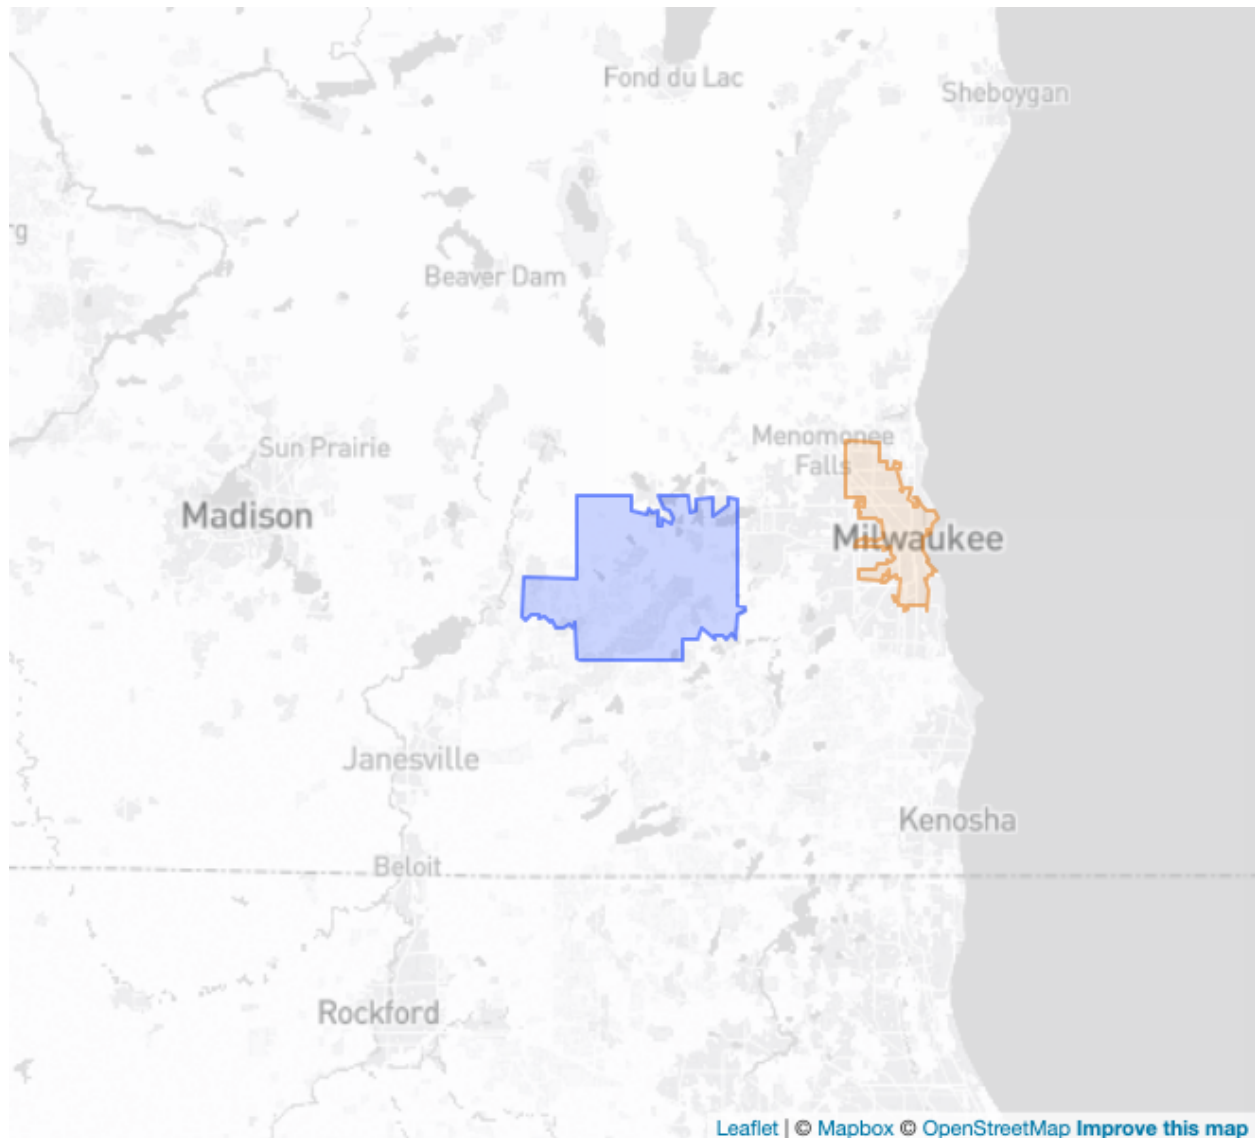 Fond du Lac
Sheboygan
rg
Beaver Dam
Menomonee
Falls
Sun Prairie
Madison
Milwaukee
Janesville
Kenosha
Beloit
Rockford
Leaflet | © Mapbox © OpenStreetMap Improve this map